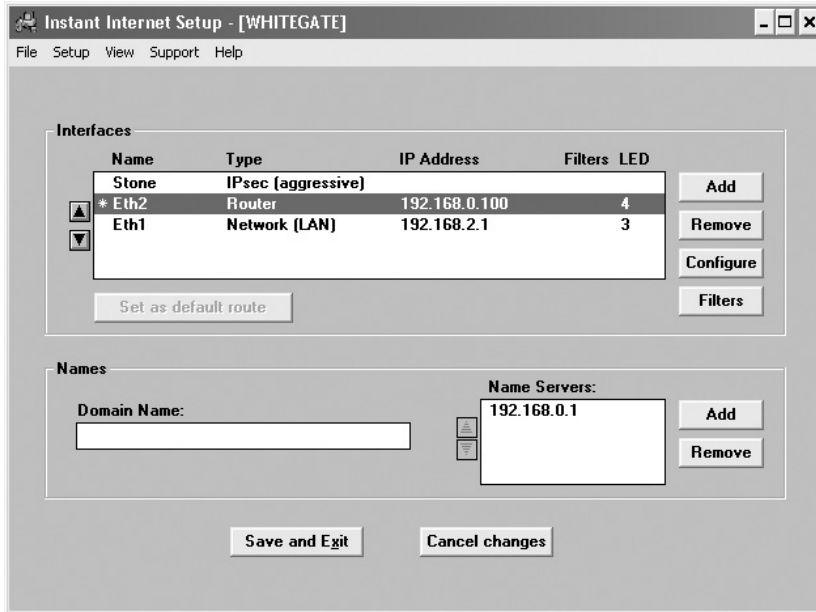 Instant Internet Setup - [WHITEGATE]
File Setup View Support Help
Interfaces
Name Type IP Address Filters LED
Stone IPsec (aggressive)
* Eth2 Router 192.168.0.100 4
Eth1 Network (LAN) 192.168.2.1 3
Add
Remove
Configure
Filters
Set as default route
Names
Domain Name:
Name Servers:
192.168.0.1
Add
Remove
Save and Exit
Cancel changes